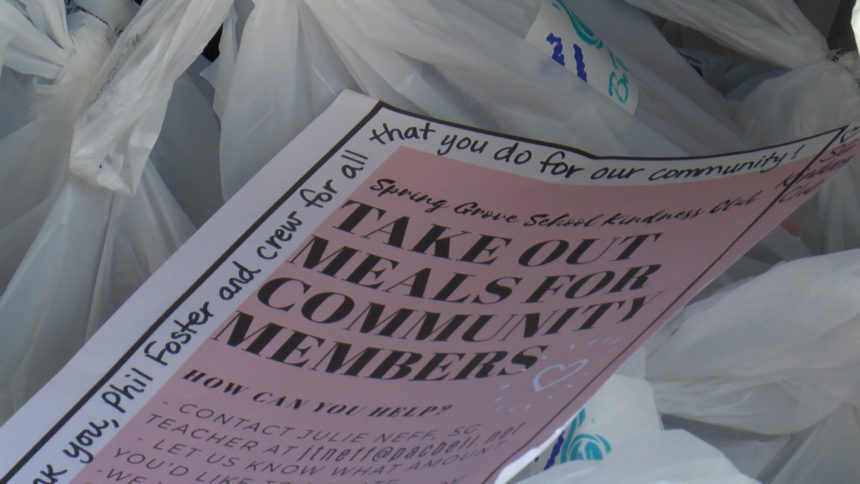 that you do for our community!
you, Phil Foster and crew for all
Spring Grove School Kindness Club
TAKE OUT
MEALS FOR
COMMUNITY
MEMBERS
HOW CAN YOU HELP?
- CONTACT JULIE NEFF, SG
TEACHER AT jtneff@pacbell.net
- LET US KNOW WHAT AMOUNT
YOU'D LIKE TO